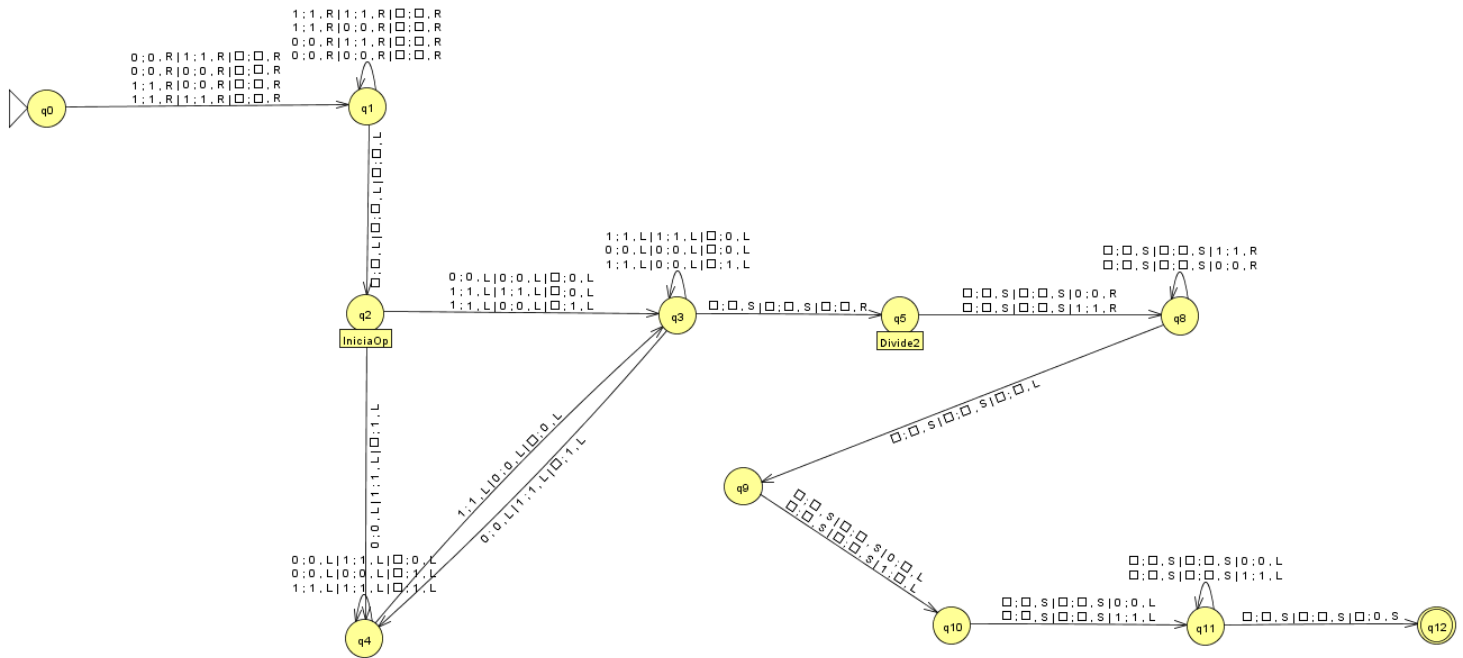 1;1,R|1;1,R|□;□,R
1;1,R|0;0,R|□;□,R
0;0,R|1;1,R|□;□,R
0;0,R|0;0,R|□;□,R
0;0,R|1;1,R|□;□,R
0;0,R|0;0,R|□;□,R
1;1,R|0;0,R|□;□,R
1;1,R|1;1,R|□;□,R
q0
q1
□;□,L|□;□,L|□;□,L
1;1,L|1;1,L|□;0,L
0;0,L|0;0,L|□;0,L
1;1,L|0;0,L|□;1,L
□;□,S|□;□,S|1;1,R
□;□,S|□;□,S|0;0,R
0;0,L|0;0,L|□;0,L
1;1,L|1;1,L|□;0,L
1;1,L|0;0,L|□;1,L
□;□,S|□;□,S|□;□,R
□;□,S|□;□,S|0;0,R
□;□,S|□;□,S|1;1,R
q2
IniciaOp
q3
q5
Divide2
q8
□;□,S|□;□,S|□;□,L
0;0,L|1;1,L|□;1,L
1;1,L|0;0,L|□;0,L
0;0,L|1;1,L|□;1,L
q9
□;□,S|□;□,S|0;□,L
□;□,S|□;□,S|1;□,L
0;0,L|1;1,L|□;0,L
0;0,L|0;0,L|□;1,L
1;1,L|1;1,L|□;1,L
□;□,S|□;□,S|0;0,L
□;□,S|□;□,S|1;1,L
□;□,S|□;□,S|0;0,L
□;□,S|□;□,S|1;1,L
□;□,S|□;□,S|□;0,S
q4
q10
q11
q12